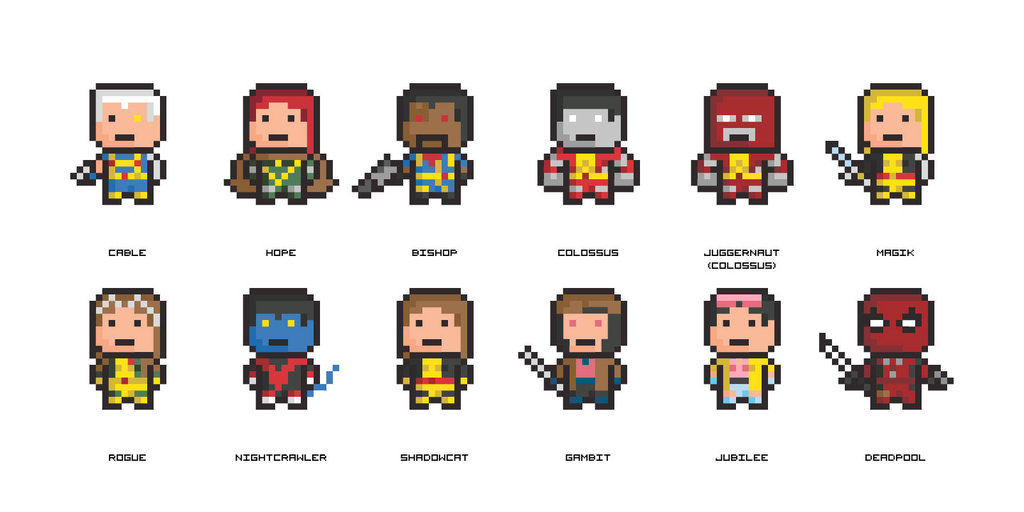 CABLE
HOPE
BISHOP
COLOSSUS
JUGGERNAUT
(COLOSSUS)
MAGIK
ROGUE
NIGHTCRAWLER
SHADOWCAT
GAMBIT
JUBILEE
DEADPOOL